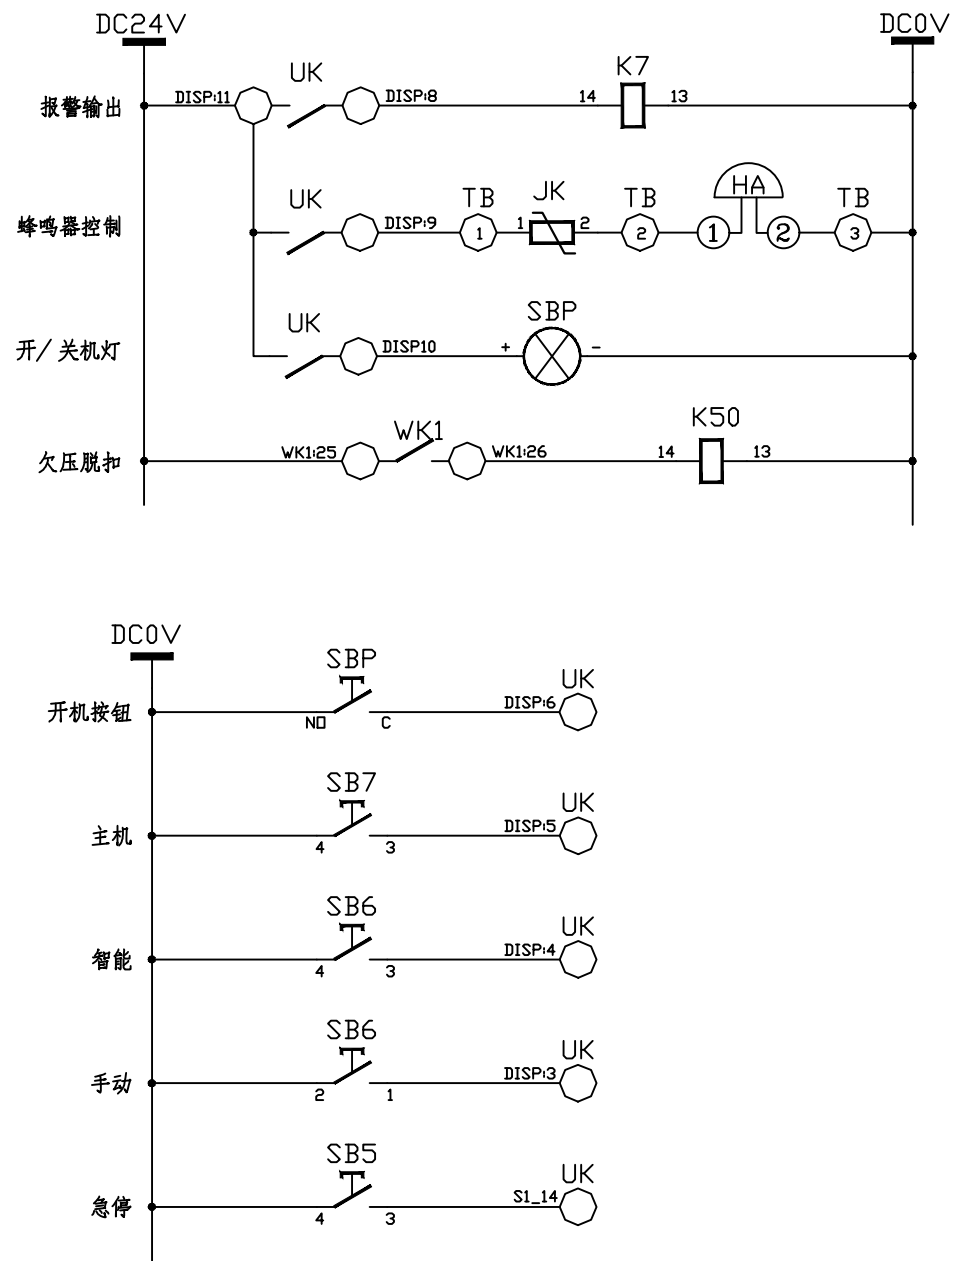 DC24V DC0V
UK K7
报警输出 DISP:11 DISP:8 14 13
UK TB JK TB HA TB
蜂鸣器控制 DISP:9 1 1 2 2 1 2 3
UK SBP
开/关机灯 DISP10 + -
WK1 K50
欠压脱扣 WK1:25 WK1:26 14 13
DC0V
SBP UK
开机按钮 NO C DISP:6
SB7 UK
主机 4 3 DISP:5
SB6 UK
智能 4 3 DISP:4
SB6 UK
手动 2 1 DISP:3
SB5 UK
急停 4 3 S1_14